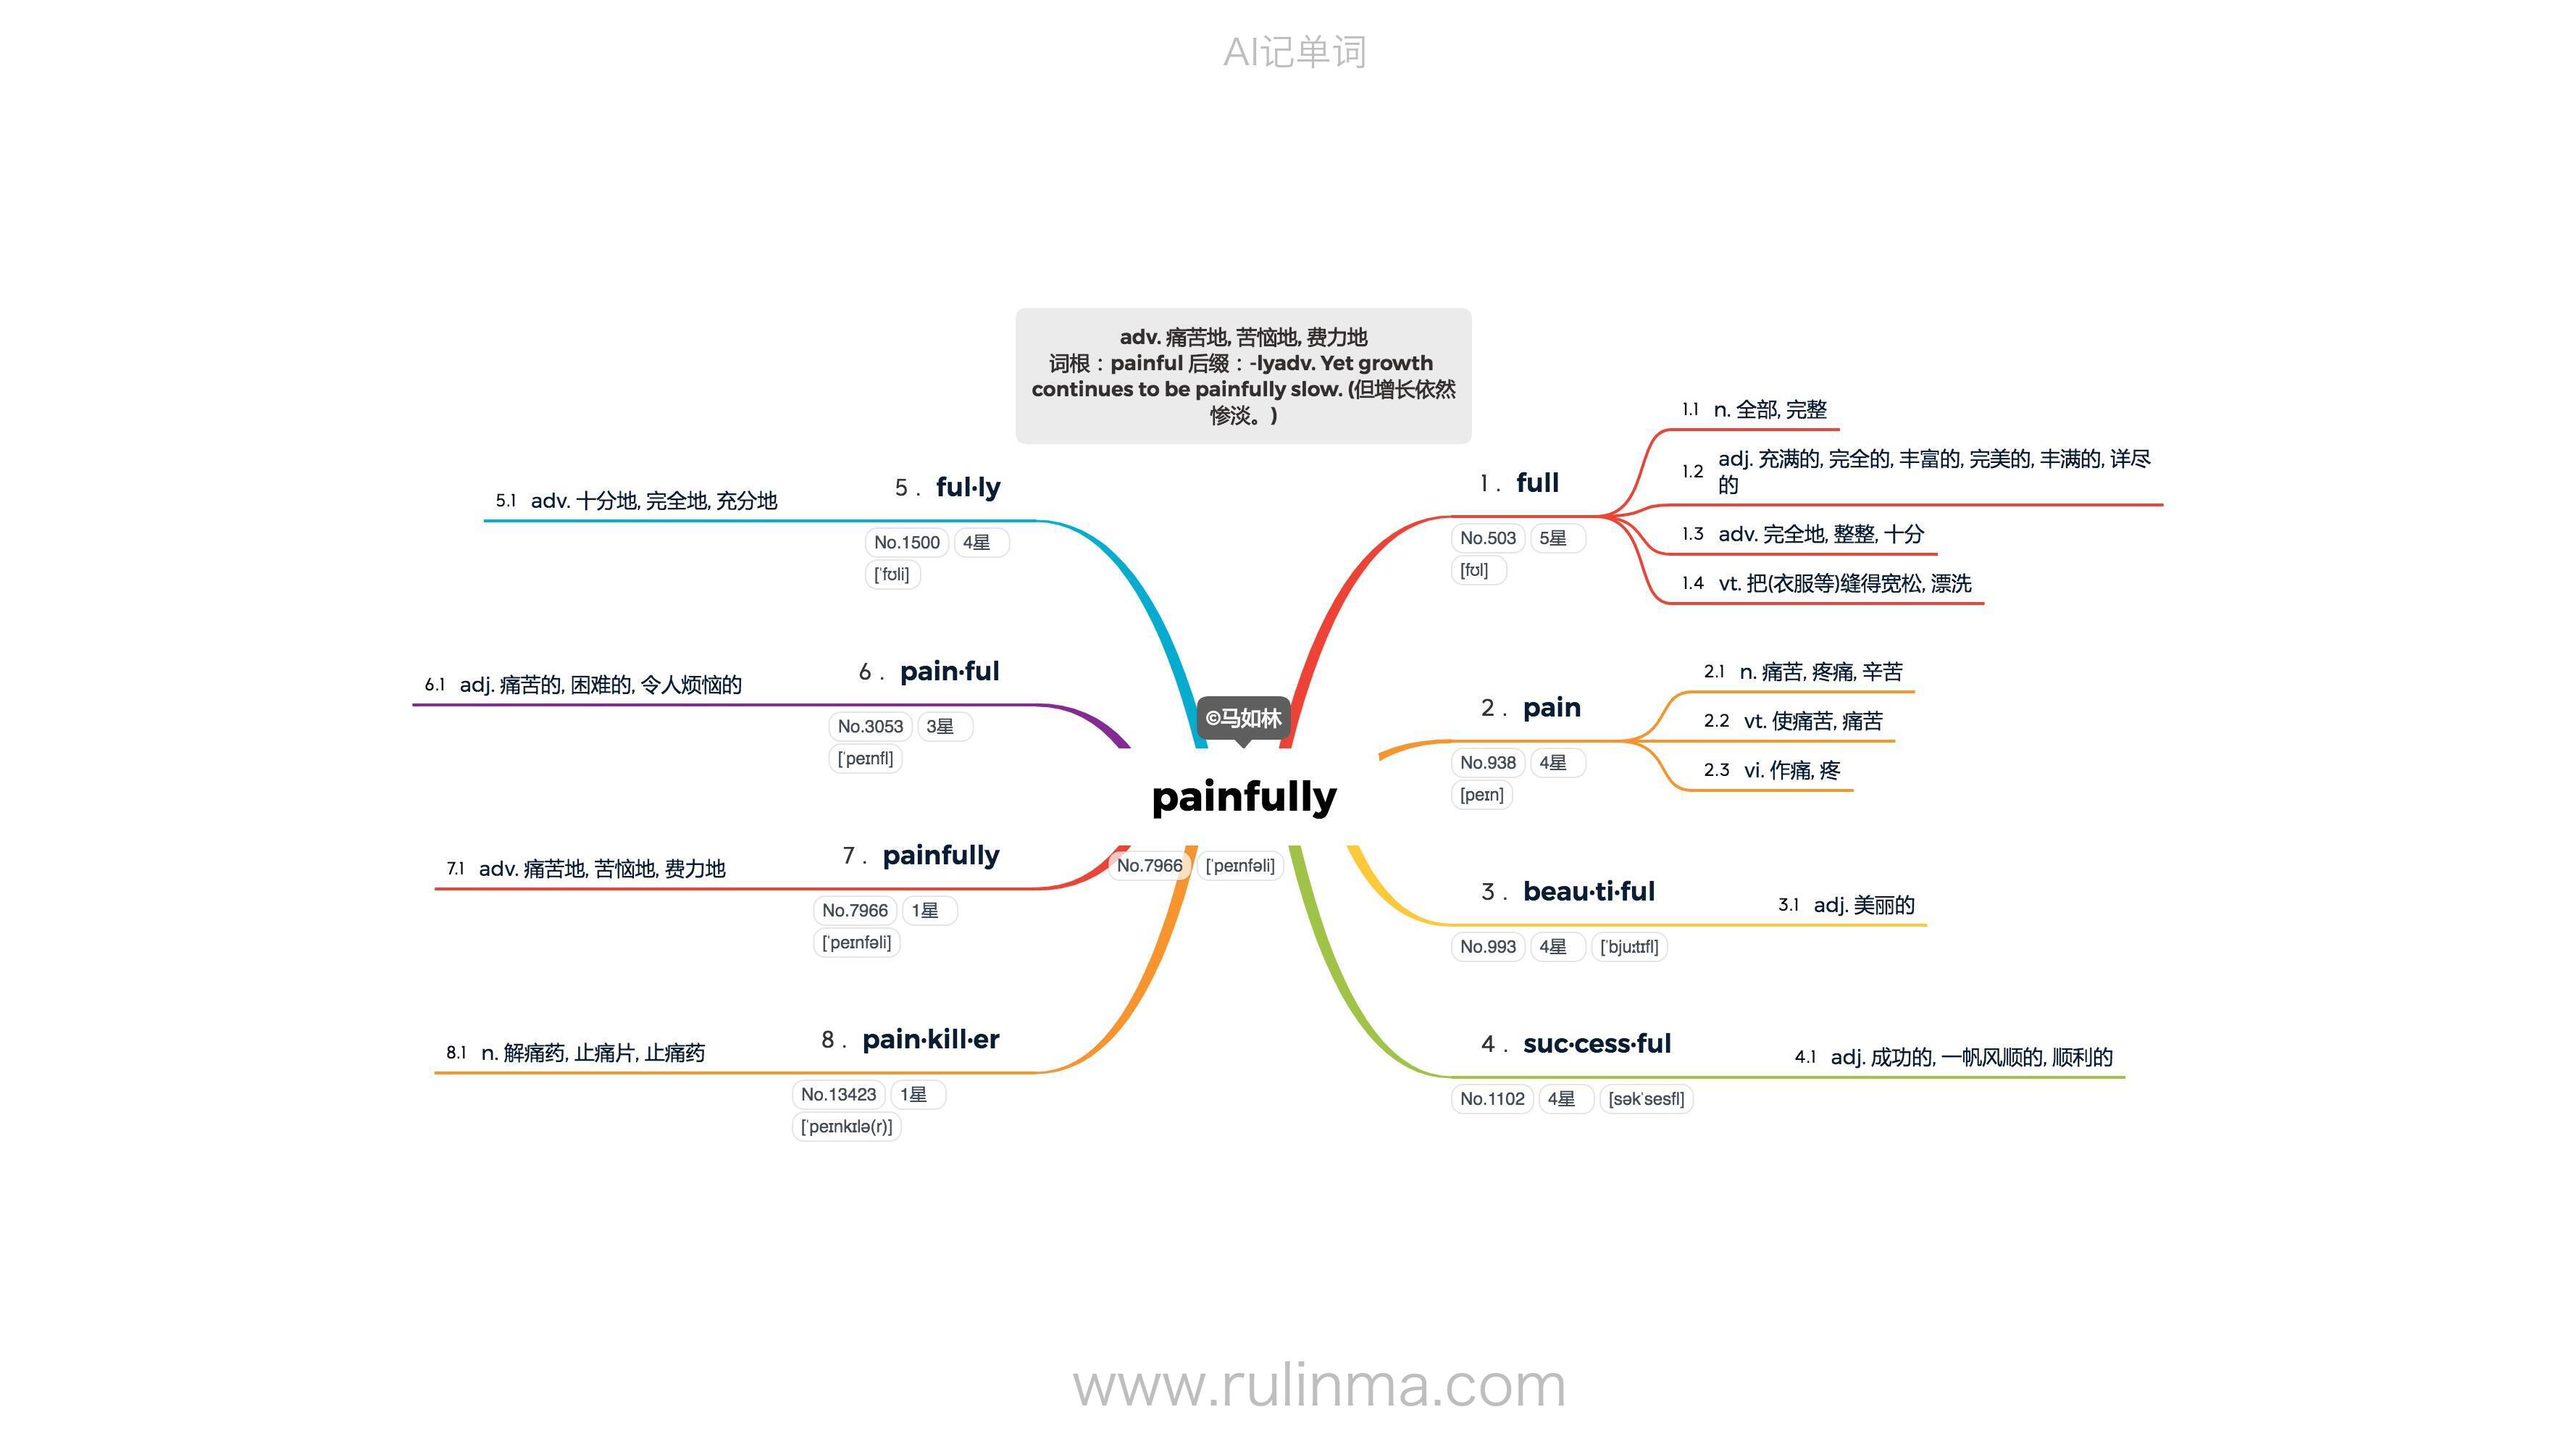 AI记单词
adv. 痛苦地, 苦恼地, 费力地
词根：painful 后缀：-lyadv. Yet growth
continues to be painfully slow. (但增长依然
惨淡。)
©马如林
painfully
No.7966 [ˈpeɪnfəli]
1 . full
No.503 5星
[fʊl]
1.1 n. 全部, 完整
1.2 adj. 充满的, 完全的, 丰富的, 完美的, 丰满的, 详尽
的
1.3 adv. 完全地, 整整, 十分
1.4 vt. 把(衣服等)缝得宽松, 漂洗
2 . pain
No.938 4星
[peɪn]
2.1 n. 痛苦, 疼痛, 辛苦
2.2 vt. 使痛苦, 痛苦
2.3 vi. 作痛, 疼
3 . beau·ti·ful
No.993 4星 [ˈbjuːtɪfl]
3.1 adj. 美丽的
4 . suc·cess·ful
No.1102 4星 [səkˈsesfl]
4.1 adj. 成功的, 一帆风顺的, 顺利的
5 . ful·ly
No.1500 4星
[ˈfʊli]
5.1 adv. 十分地, 完全地, 充分地
6 . pain·ful
No.3053 3星
[ˈpeɪnfl]
6.1 adj. 痛苦的, 困难的, 令人烦恼的
7 . painfully
No.7966 1星
[ˈpeɪnfəli]
7.1 adv. 痛苦地, 苦恼地, 费力地
8 . pain·kill·er
No.13423 1星
[ˈpeɪnkɪlə(r)]
8.1 n. 解痛药, 止痛片, 止痛药
www.rulinma.com